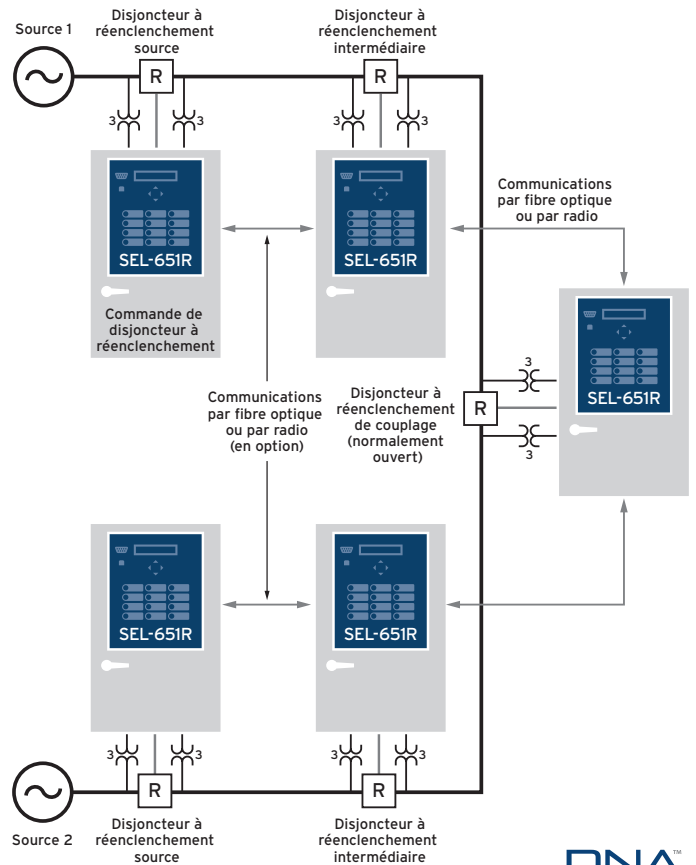 Source 1
Disjoncteur à
réenclenchement
source
Disjoncteur à
réenclenchement
intermédiaire
R
R
3
3
3
3
SEL-651R
SEL-651R
Communications
par fibre optique
ou par radio
Commande de
disjoncteur à
réenclenchement
SEL-651R
3
R
3
Communications
par fibre optique
ou par radio
(en option)
Disjoncteur à
réenclenchement
de couplage
(normalement
ouvert)
SEL-651R
SEL-651R
3
3
3
3
R
R
Source 2
Disjoncteur à
réenclenchement
source
Disjoncteur à
réenclenchement
intermédiaire
DNA™